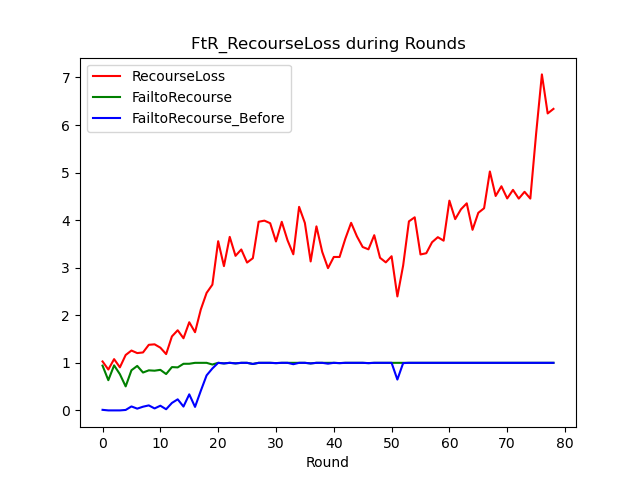 FtR_RecourseLoss during Rounds
RecourseLoss
FailtoRecourse
FailtoRecourse_Before
7
6
5
4
3
2
1
0
0 10 20 30 40 50 60 70 80
Round